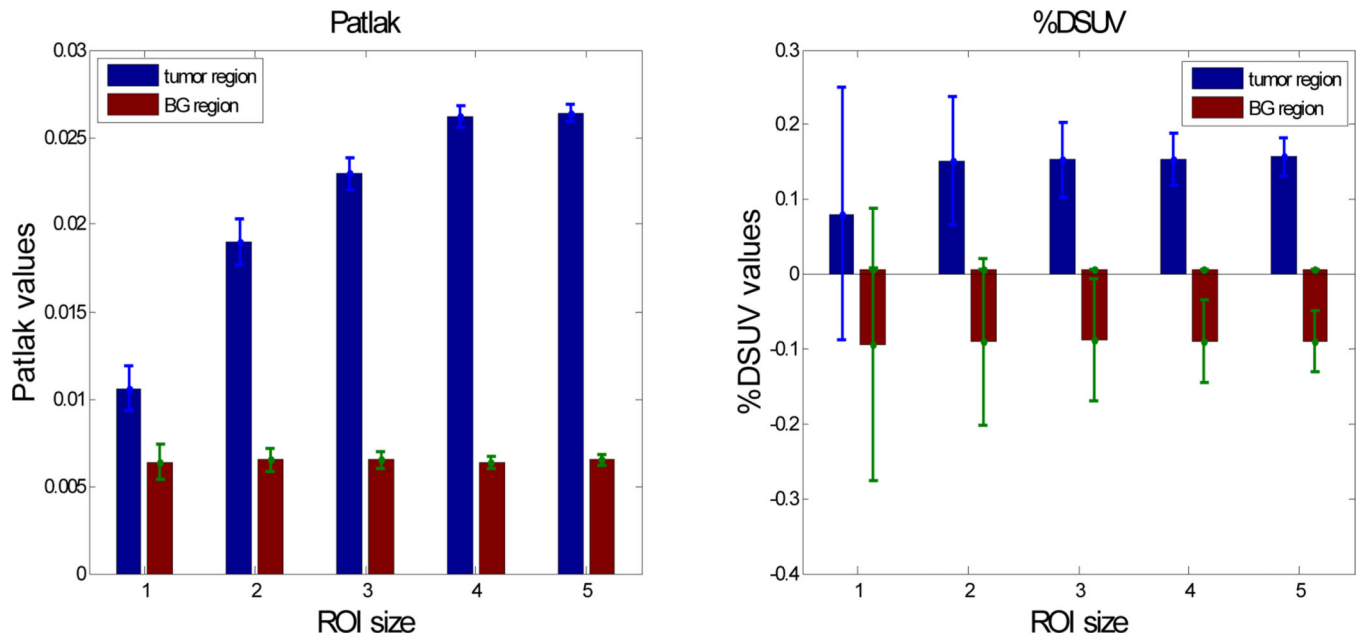 Patlak
0.03
0.025
0.02
0.015
0.01
0.005
0
Patlak values
tumor region
BG region
1 2 3 4 5
ROI size
%DSUV
0.3
0.2
0.1
0
-0.1
-0.2
-0.3
-0.4
%DSUV values
tumor region
BG region
1 2 3 4 5
ROI size